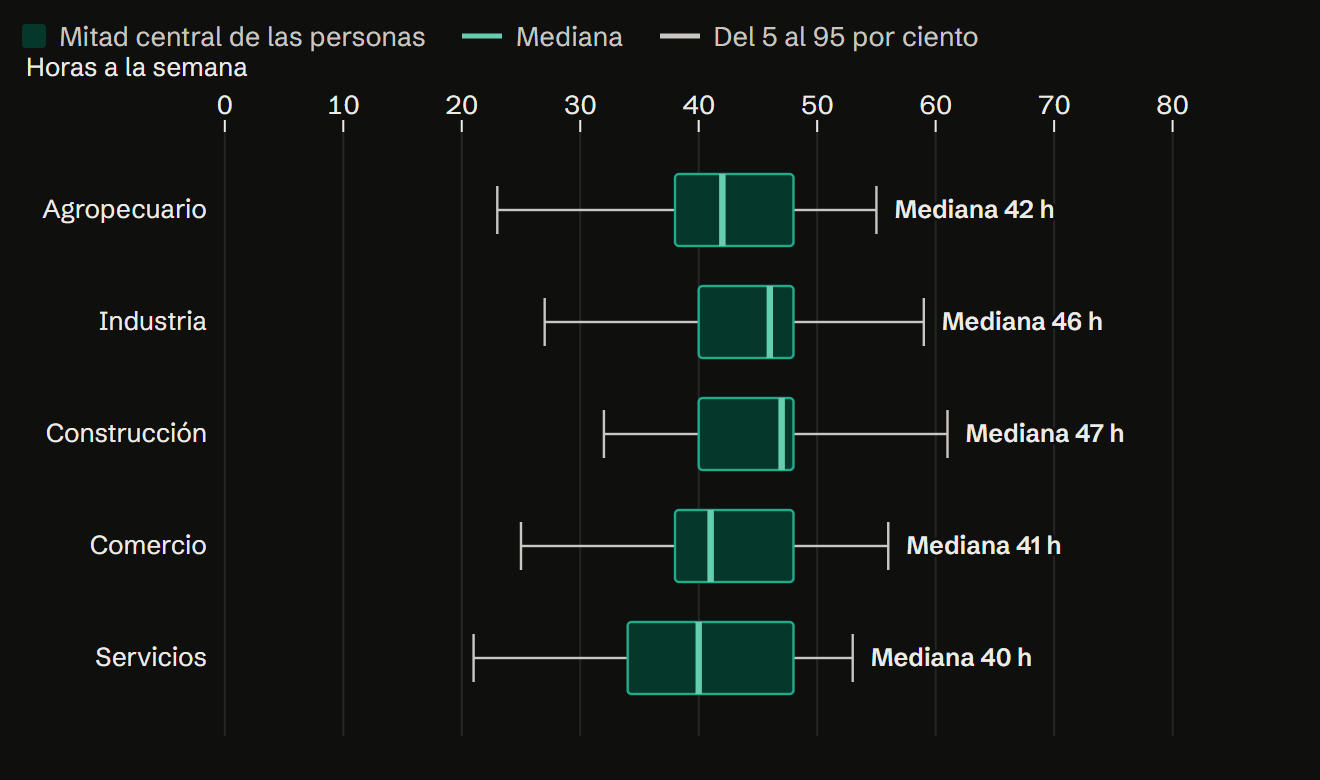 Mitad central de las personas Mediana Del 5 al 95 por ciento
Horas a la semana
0 10 20 30 40 50 60 70 80
Agropecuario Mediana 42 h
Industria Mediana 46 h
Construcción Mediana 47 h
Comercio Mediana 41 h
Servicios Mediana 40 h